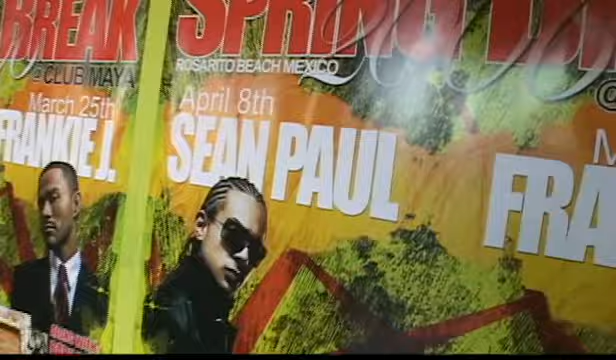 BREAK
@CLUB MAYA
March 25th
FRANKIE J.
SPRING
ROSARITO BEACH MEXICO
April 8th
SEAN PAUL
@
M
FRA